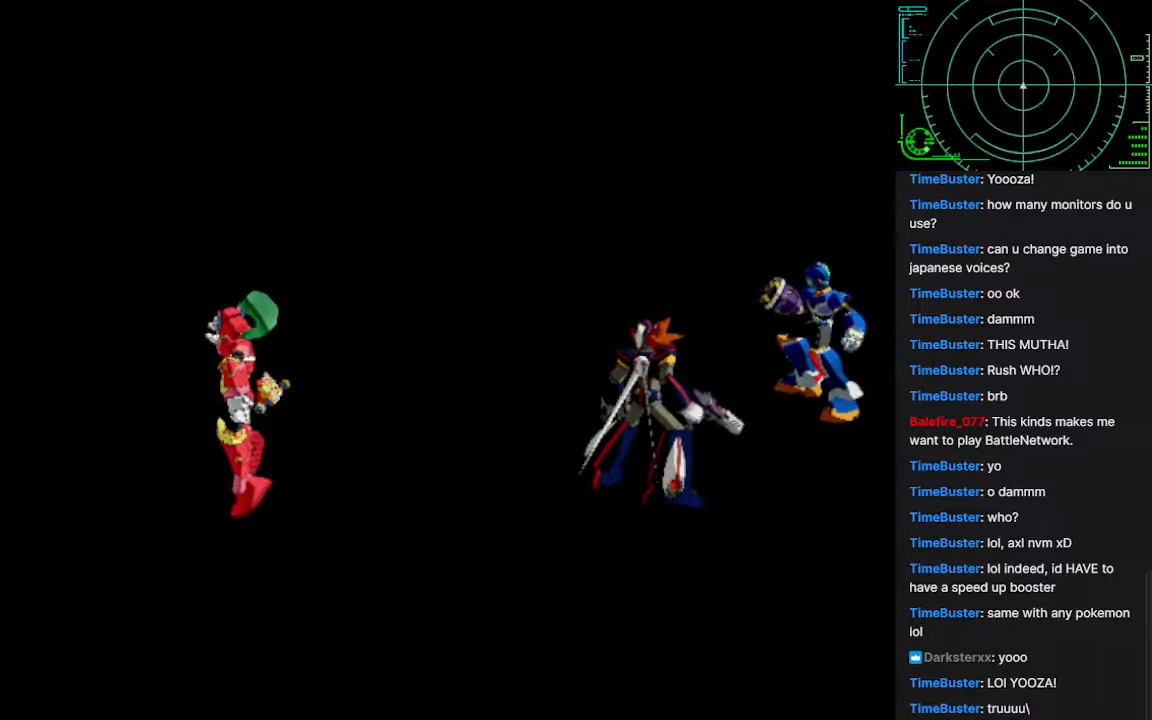 TimeBuster: Yoooza!
TimeBuster: how many monitors do u
use?
TimeBuster: can u change game into
japanese voices?
TimeBuster: oo ok
TimeBuster: dammm
TimeBuster: THIS MUTHA!
TimeBuster: Rush WHO!?
TimeBuster: brb
Balefire_077: This kinds makes me
want to play BattleNetwork.
TimeBuster: yo
TimeBuster: o dammm
TimeBuster: who?
TimeBuster: lol, axl nvm xD
TimeBuster: lol indeed, id HAVE to
have a speed up booster
TimeBuster: same with any pokemon
lol
Darksterxx: yooo
TimeBuster: LOl YOOZA!
TimeBuster: truuuu\